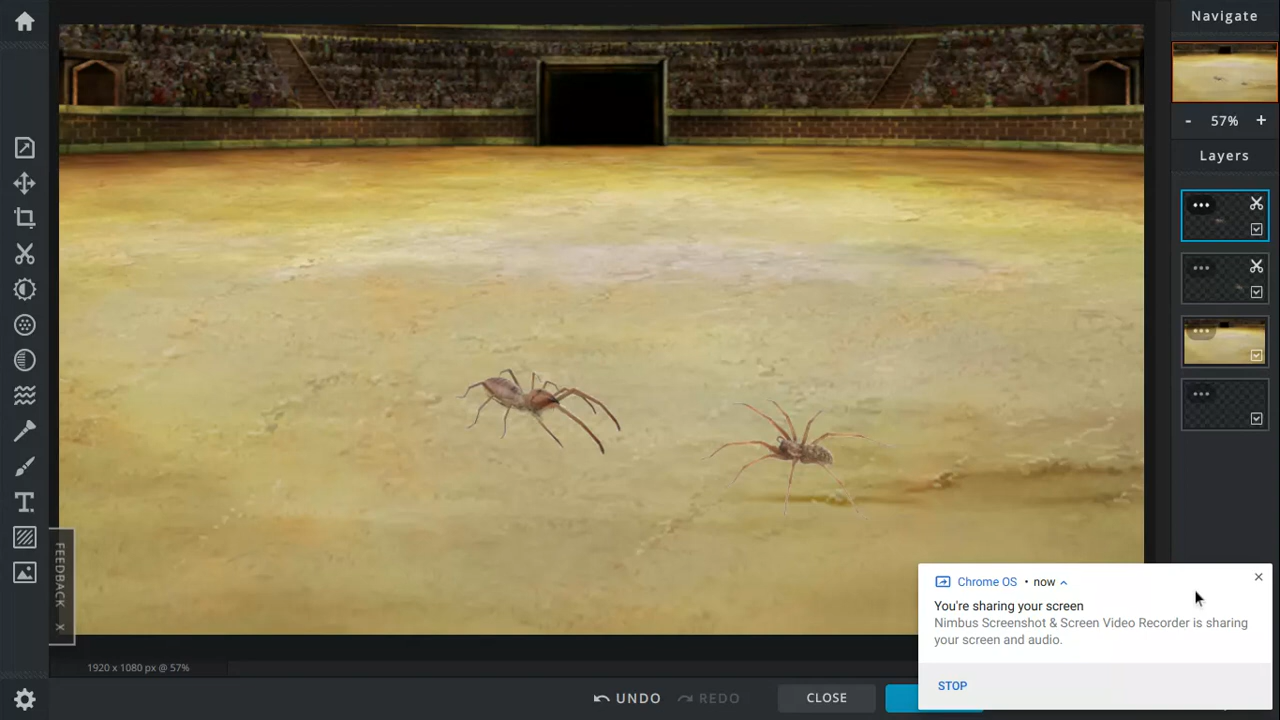 Navigate
- 57% +
Layers
FEEDBACK X
Chrome OS • now
You're sharing your screen
Nimbus Screenshot & Screen Video Recorder is sharing
your screen and audio.
STOP
1920 x 1080 px @ 57%
UNDO REDO CLOSE